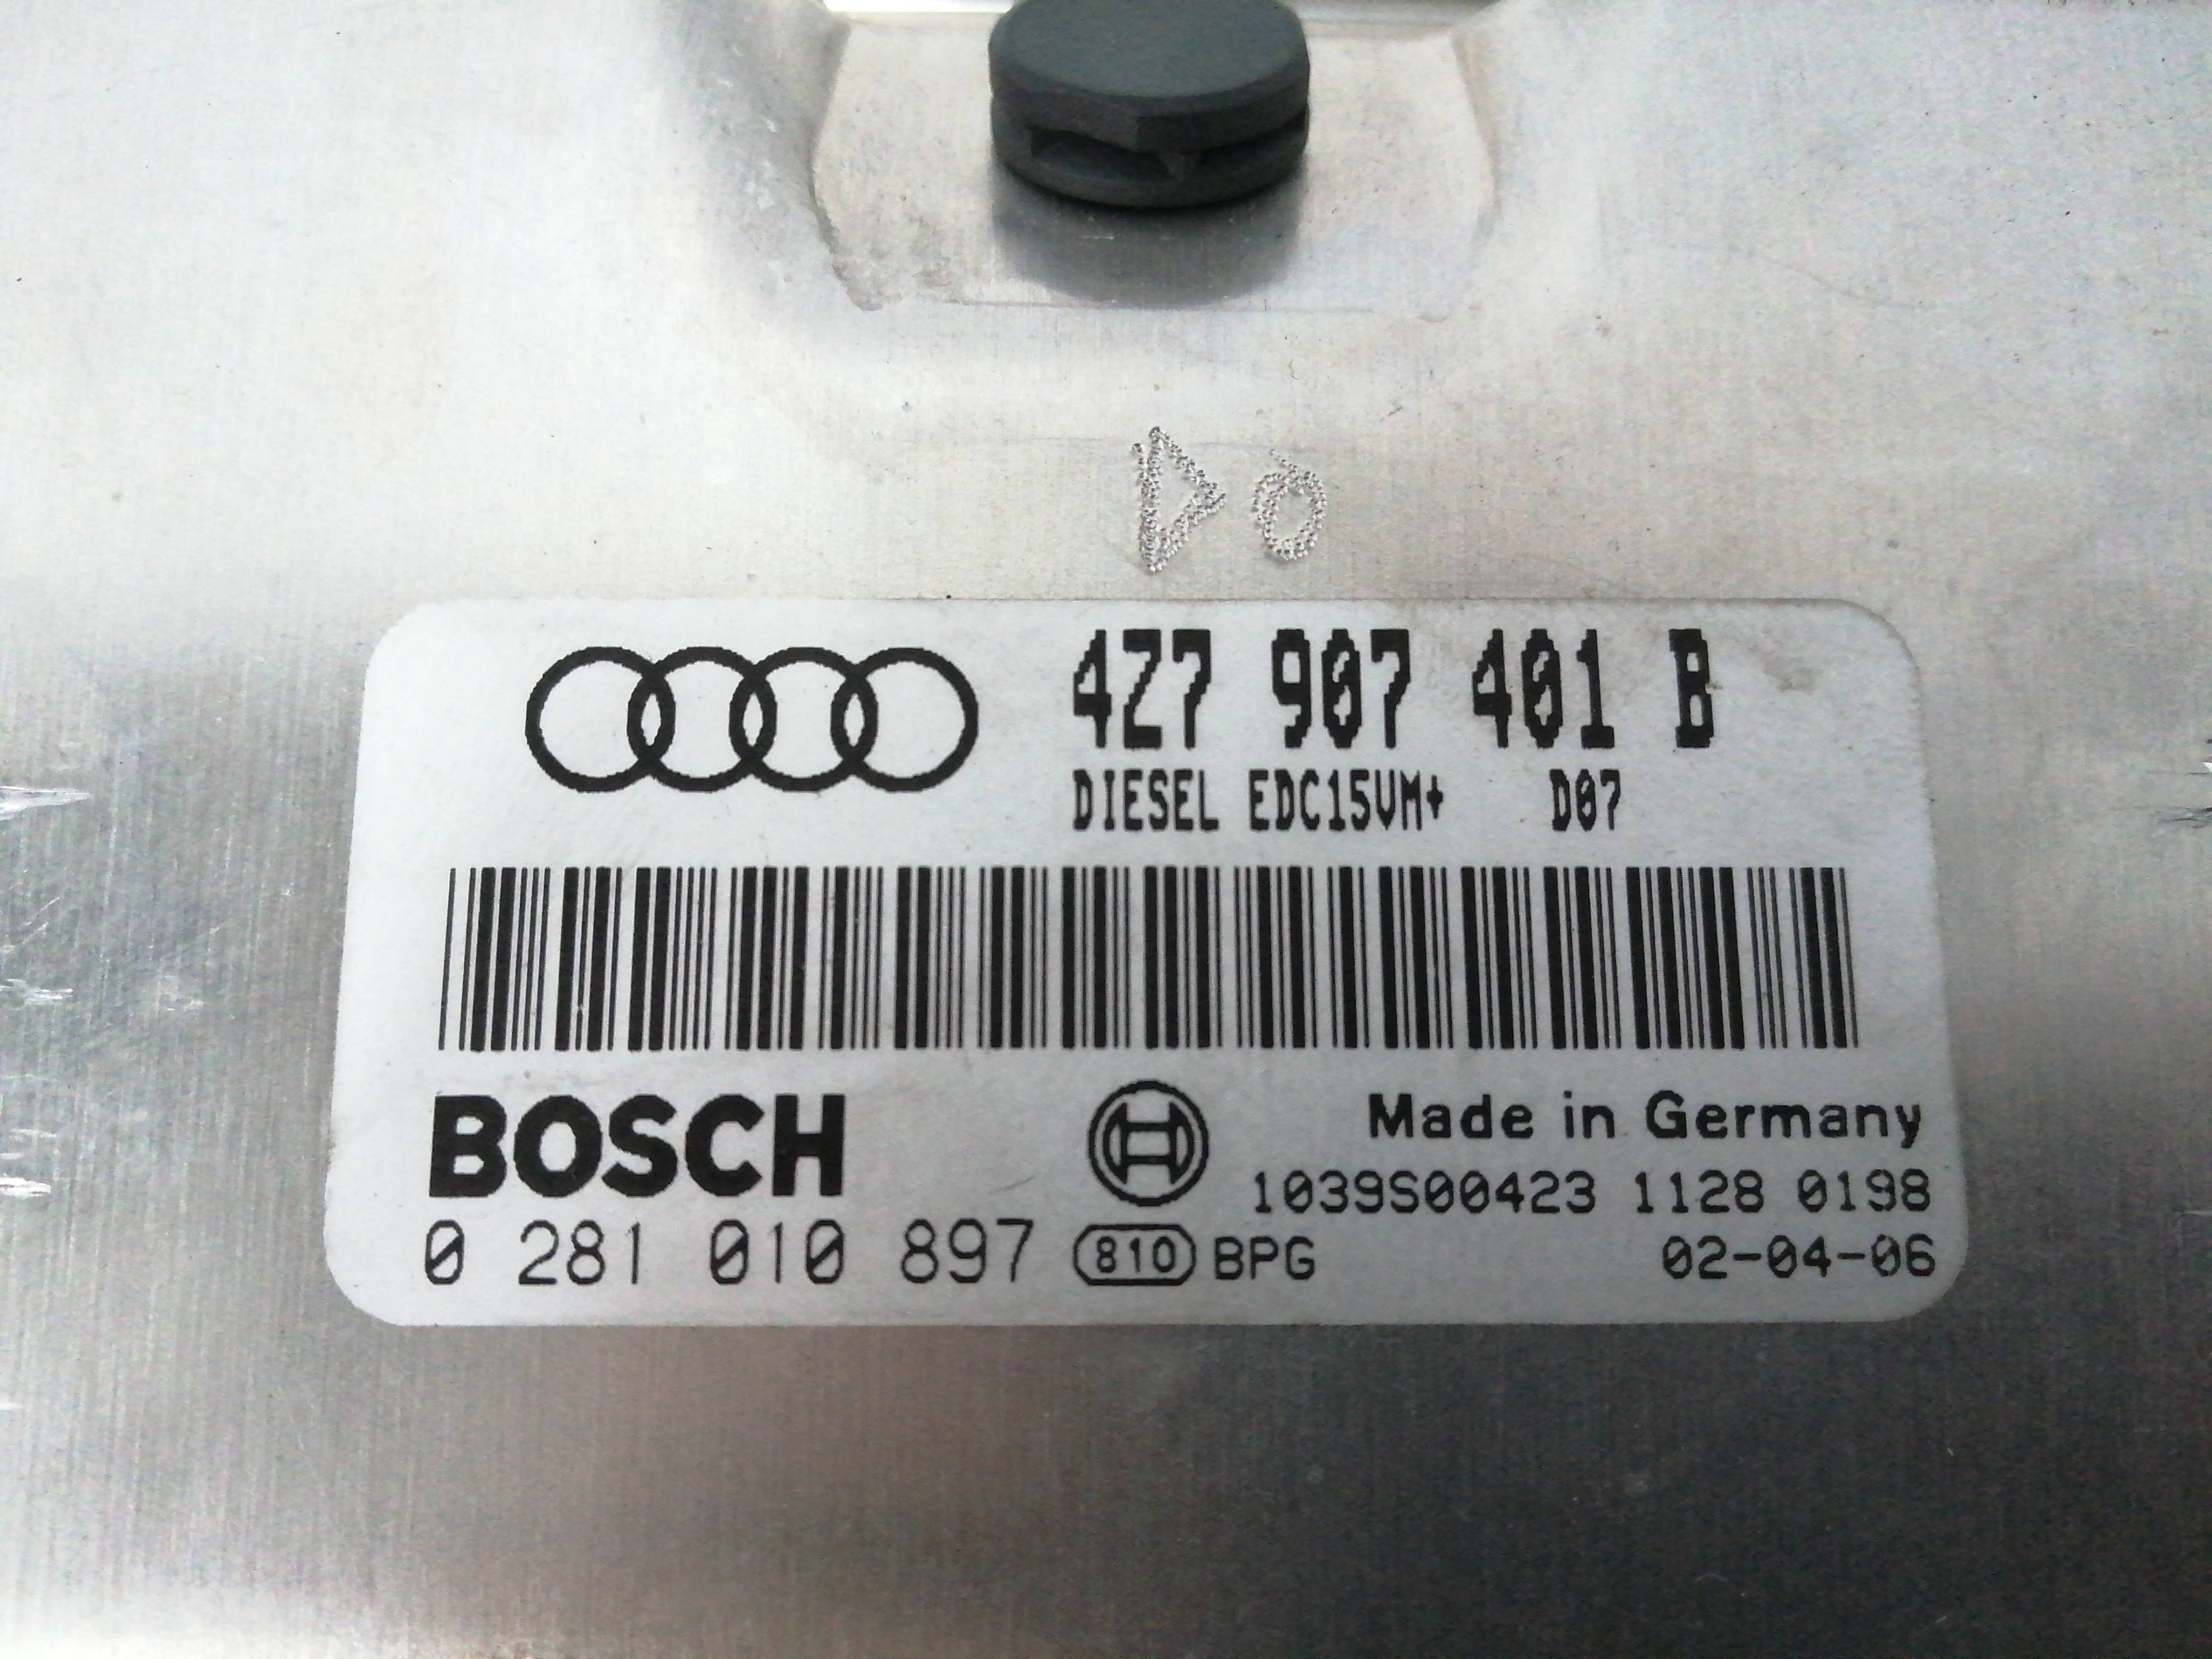 4Z7 907 401 B
DIESEL EDC15VM+ D07
BOSCH
Made in Germany
1039S00423 1128 0198
0 281 010 897 810 BPG 02-04-06